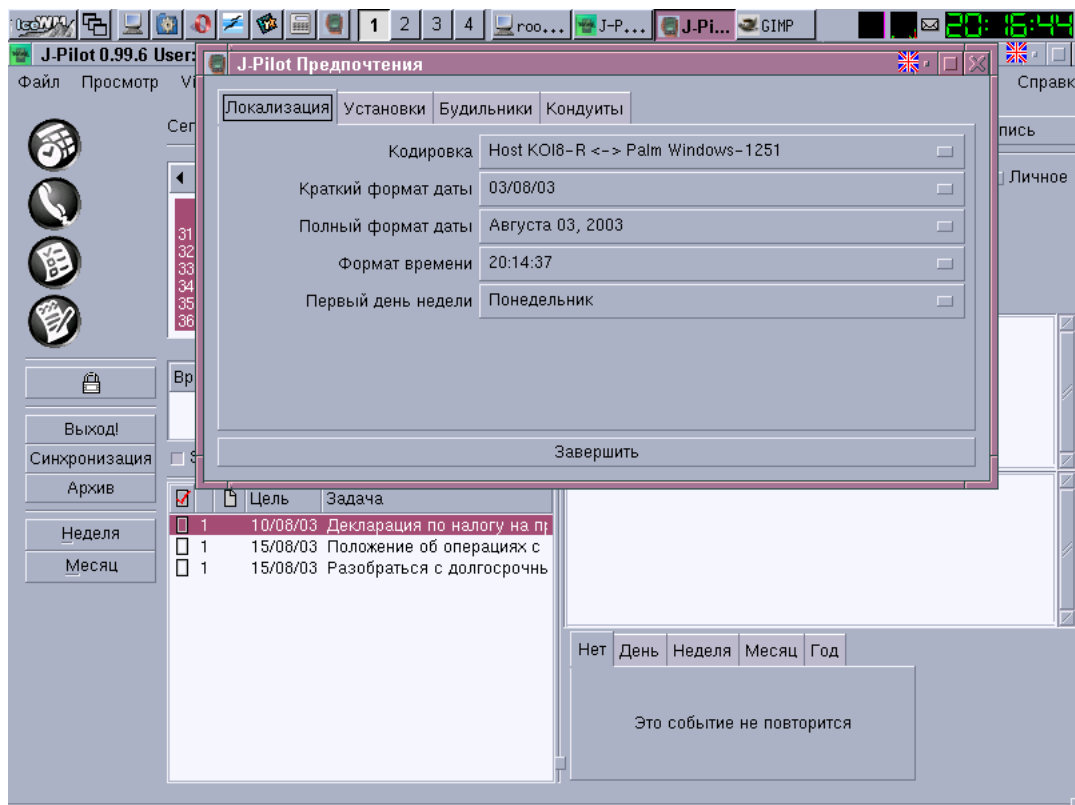 IceWM 1 2 3 4 roo... J-P... J.Pi... GIMP 20:16:44
J-Pilot 0.99.6 User:
Файл Просмотр Vi Справк
J-Pilot Предпочтения
Локализация Установки Будильники Кондуиты
Кодировка Host KOI8-R <-> Palm Windows-1251
Краткий формат даты 03/08/03
Полный формат даты Августа 03, 2003
Формат времени 20:14:37
Первый день недели Понедельник
Завершить
Сег
пись
Личное
31
32
33
34
35
36
Вр
Выход!
Синхронизация
Архив
Неделя
Месяц
Цель Задача
1 10/08/03 Декларация по налогу на пр
1 15/08/03 Положение об операциях с
1 15/08/03 Разобраться с долгосрочны
Нет День Неделя Месяц Год
Это событие не повторится